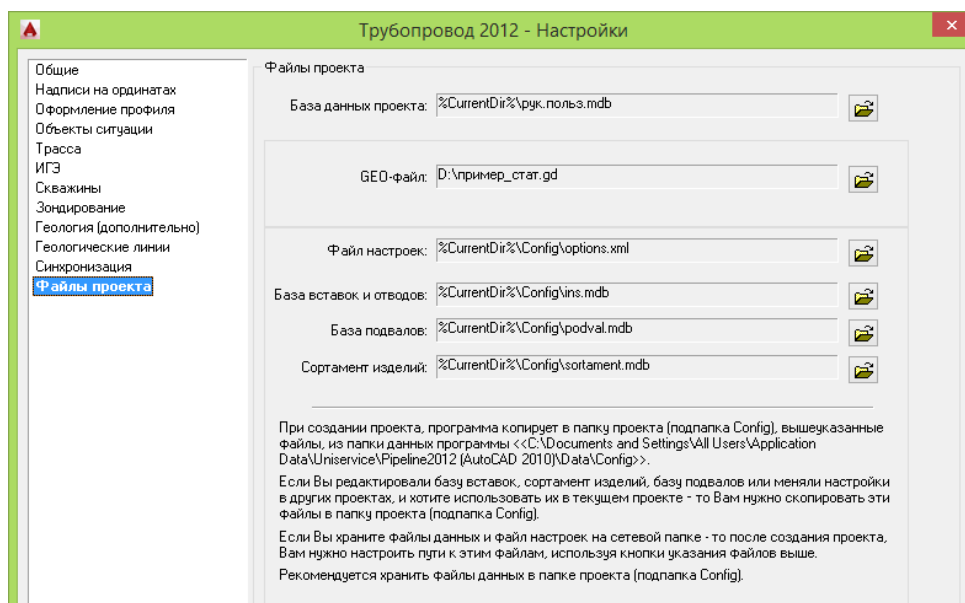 Трубопровод 2012 - Настройки
Общие
Надписи на ординатах
Оформление профиля
Объекты ситуации
Трасса
ИГЭ
Скважины
Зондирование
Геология (дополнительно)
Геологические линии
Синхронизация
Файлы проекта
Файлы проекта
База данных проекта: %CurrentDir%\рук.польз.mdb
GEO-файл: D:\пример_стат.gd
Файл настроек: %CurrentDir%\Config\options.xml
База вставок и отводов: %CurrentDir%\Config\ins.mdb
База подвалов: %CurrentDir%\Config\podval.mdb
Сортамент изделий: %CurrentDir%\Config\sortament.mdb
При создании проекта, программа копирует в папку проекта (подпапка Config), вышеуказанные
файлы, из папки данных программы <<C:\Documents and Settings\All Users\Application
Data\Uniservice\Pipeline2012 (AutoCAD 2010)\Data\Config>>.
Если Вы редактировали базу вставок, сортамент изделий, базу подвалов или меняли настройки
в других проектах, и хотите использовать их в текущем проекте - то Вам нужно скопировать эти
файлы в папку проекта (подпапка Config).
Если Вы храните файлы данных и файл настроек на сетевой папке - то после создания проекта,
Вам нужно настроить пути к этим файлам, используя кнопки указания файлов выше.
Рекомендуется хранить файлы данных в папке проекта (подпапка Config).